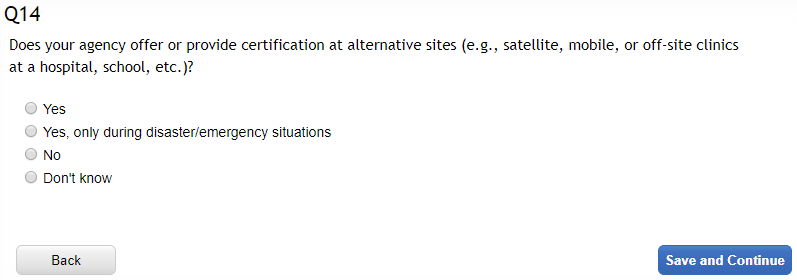 Q14
Does your agency offer or provide certification at alternative sites (e.g., satellite, mobile, or off-site clinics
at a hospital, school, etc.)?
Yes
Yes, only during disaster/emergency situations
No
Don't know
Back
Save and Continue